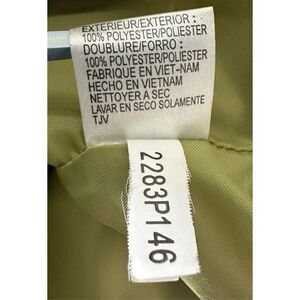 EXTERIEUR/EXTERIOR:
100% POLYESTER/POLIESTER
DOUBLURE/FORRO:
100% POLYESTER/POLIESTER
FABRIQUE EN VIET-NAM
HECHO EN VIETNAM
NETTOYER A SEC
LAVAR EN SECO SOLAMENTE
TJV
2283P146